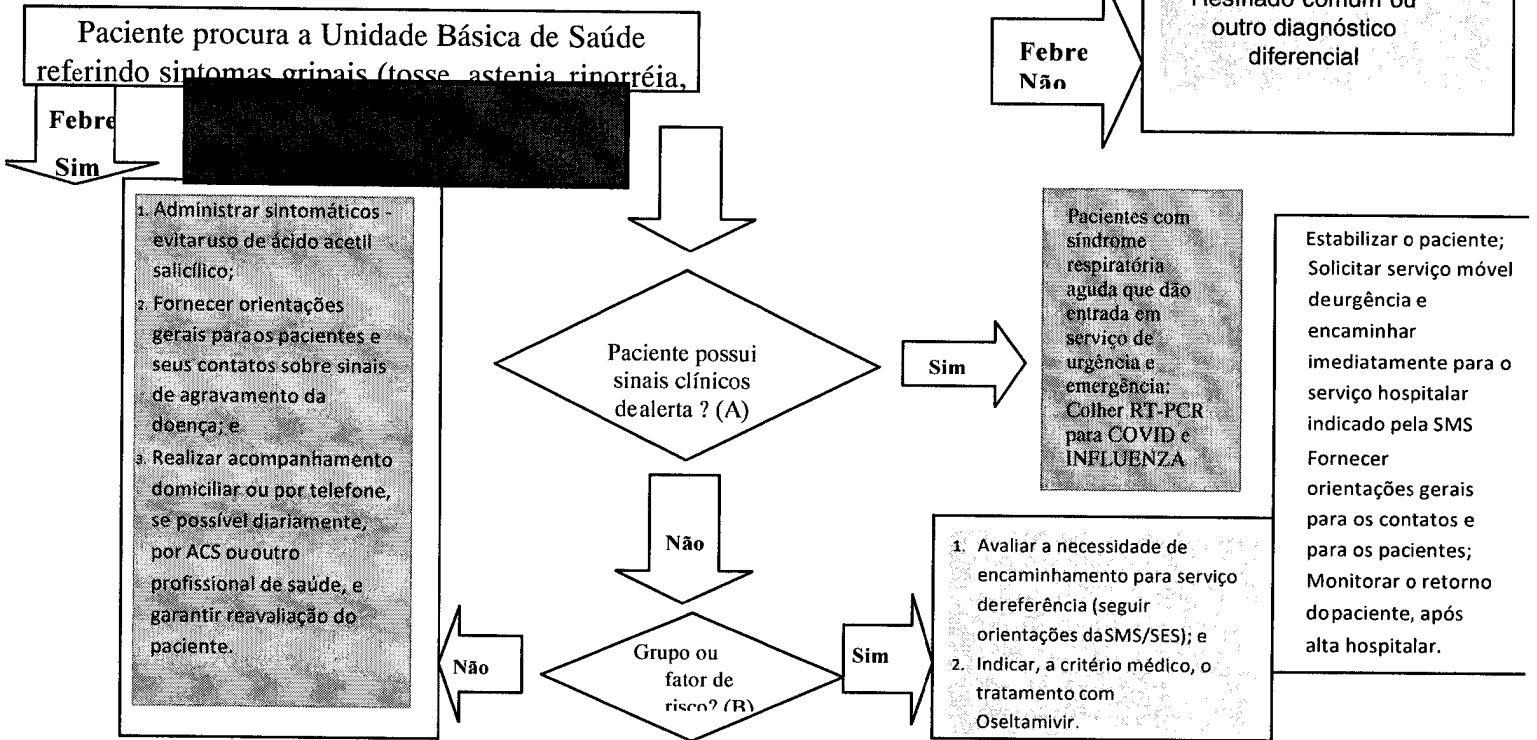 Paciente procura a Unidade Básica de Saúde
referindo sintomas gripais (tosse, astenia rinorréia,
Febre
Sim
Febre
Não
Resfriado comum ou
outro diagnóstico
diferencial
1. Administrar sintomáticos -
evitaruso de ácido acetil
salicílico;
2. Fornecer orientações
gerais paraos pacientes e
seus contatos sobre sinais
de agravamento da
doença; e
3. Realizar acompanhamento
domiciliar ou por telefone,
se possível diariamente,
por ACS ououtro
profissional de saúde, e
garantir reavaliação do
paciente.
Paciente possui
sinais clínicos
dealerta ? (A)
Sim
Pacientes com
síndrome
respiratória
aguda que dão
entrada em
serviço de
urgência e
emergência:
Colher RT-PCR
para COVID e
INFLUENZA
Estabilizar o paciente;
Solicitar serviço móvel
deurgência e
encaminhar
imediatamente para o
serviço hospitalar
indicado pela SMS
Fornecer
orientações gerais
para os contatos e
para os pacientes;
Monitorar o retorno
dopaciente, após
alta hospitalar.
Não
Grupo ou
fator de
risco? (B)
Não
Sim
1. Avaliar a necessidade de
encaminhamento para serviço
dereferência (seguir
orientações daSMS/SES); e
2. Indicar, a critério médico, o
tratamento com
Oseltamivir.